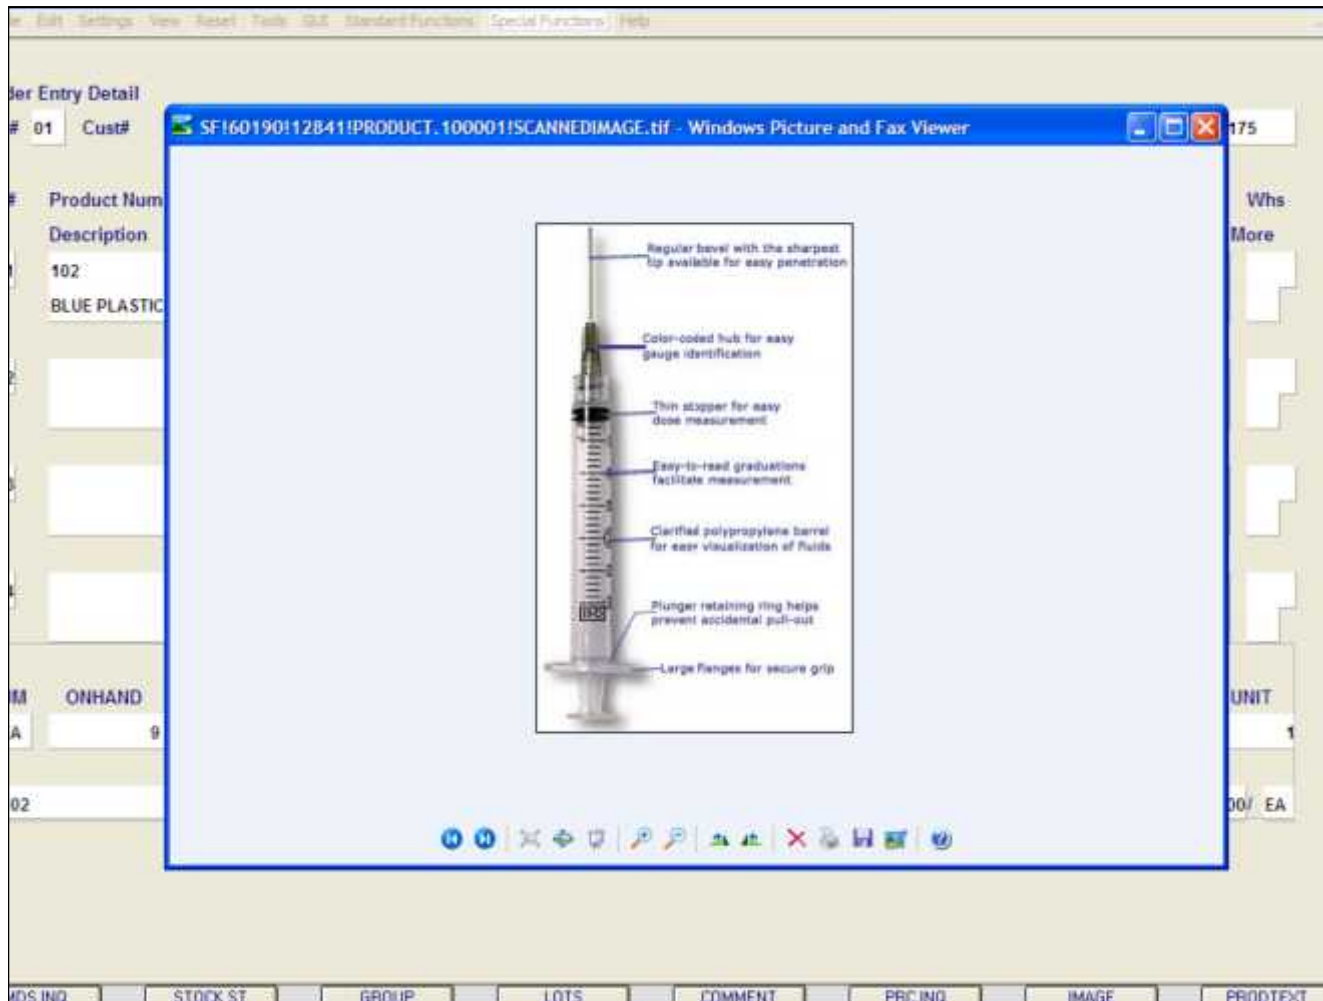 Edit Settings View Reset Tools GUI Standard Functions Special Functions Help
der Entry Detail
# 01 Cust#
SF!60190!12841!PRODUCT.100001!SCANNEDIMAGE.tif - Windows Picture and Fax Viewer
175
# Product Num
Whs
Description
More
102
BLUE PLASTIC
Regular bevel with the sharpest
tip available for easy penetration
Color-coded hub for easy
gauge identification
Thin stopper for easy
dose measurement
Easy-to-read graduations
facilitate measurement
Clarified polypropylene barrel
for easy visualization of fluids
Plunger retaining ring helps
prevent accidental pull-out
Large flanges for secure grip
UM ONHAND
UNIT
A 9
1
02
00/ EA
STOCK ST
GROUP
LOTS
COMMENT
PRC INQ
IMAGE
PRODTEXT